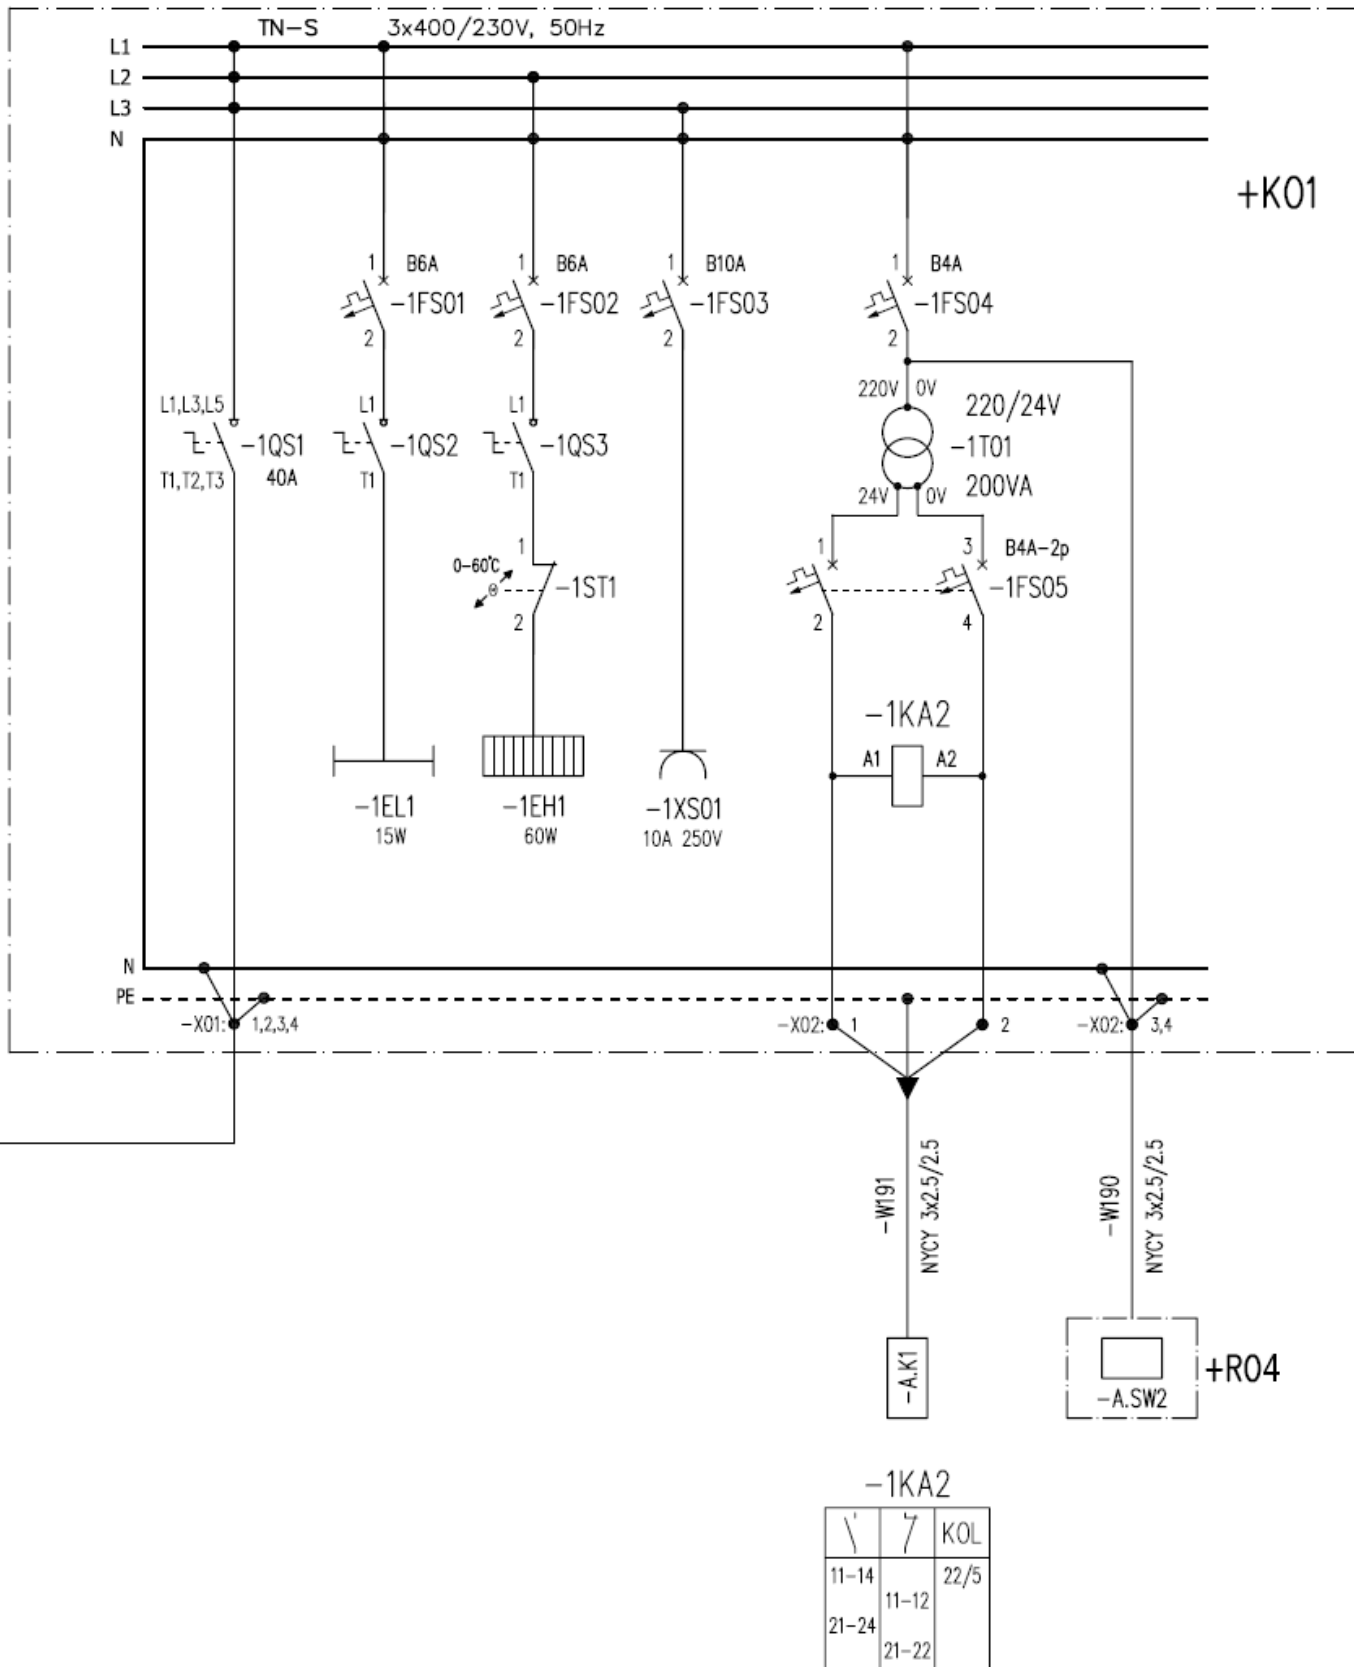 TN-S 3x400/230V, 50Hz
L1
L2
L3
N
+K01
1 B6A
-1FS01
2
1 B6A
-1FS02
2
1 B10A
-1FS03
2
1 B4A
-1FS04
2
L1,L3,L5
-1QS1
T1,T2,T3 40A
L1
-1QS2
T1
L1
-1QS3
T1
220V 0V
220/24V
-1T01
24V 0V 200VA
1
0-60°C
Θ
-1ST1
2
1
2
3 B4A-2p
-1FS05
4
-1KA2
A1 A2
-1EL1
15W
-1EH1
60W
-1XS01
10A 250V
N
PE
-X01: 1,2,3,4
-X02: 1
2
-X02: 3,4
-W191
NYCY 3x2.5/2.5
-W190
NYCY 3x2.5/2.5
-A.K1
-A.SW2
+R04
-1KA2
KOL
11-14 22/5
11-12
21-24
21-22